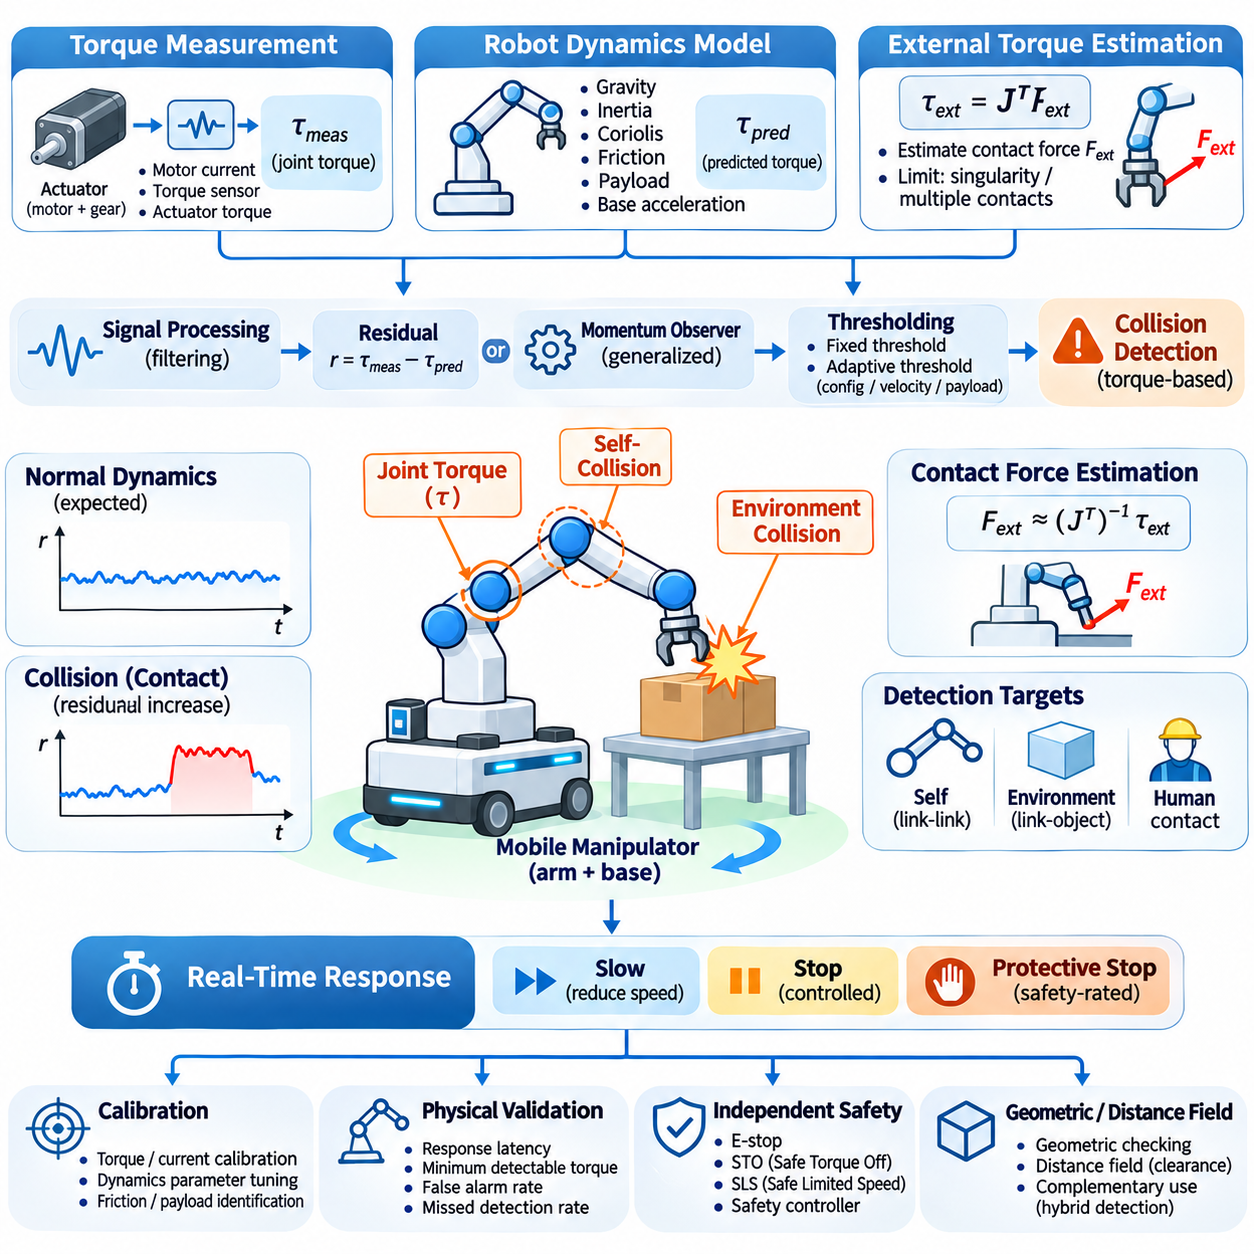 Torque Measurement
Actuator
(motor + gear)
• Motor current
• Torque sensor
• Actuator torque
τmeas
(joint torque)
Robot Dynamics Model
• Gravity
• Inertia
• Coriolis
• Friction
• Payload
• Base acceleration
τpred
(predicted torque)
External Torque Estimation
τext = JᵀFext
• Estimate contact force Fext
• Limit: singularity /
multiple contacts
Fext
Signal Processing
(filtering)
Residual
r = τmeas − τpred
or
Momentum Observer
(generalized)
Thresholding
• Fixed threshold
• Adaptive threshold
(config / velocity / payload)
Collision
Detection
(torque-based)
Normal Dynamics
(expected)
r
t
Collision (Contact)
(residual increase)
r
t
Joint Torque
(τ)
Self-
Collision
Environment
Collision
Mobile Manipulator
(arm + base)
Contact Force Estimation
Fext ≈ (Jᵀ)⁻¹ τext
Fext
Detection Targets
Self
(link-link)
Environment
(link-object)
Human
contact
Real-Time Response
Slow
(reduce speed)
Stop
(controlled)
Protective Stop
(safety-rated)
Calibration
• Torque / current calibration
• Dynamics parameter tuning
• Friction / payload identification
Physical Validation
• Response latency
• Minimum detectable torque
• False alarm rate
• Missed detection rate
Independent Safety
• E-stop
• STO (Safe Torque Off)
• SLS (Safe Limited Speed)
• Safety controller
Geometric / Distance Field
• Geometric checking
• Distance field (clearance)
• Complementary use
(hybrid detection)